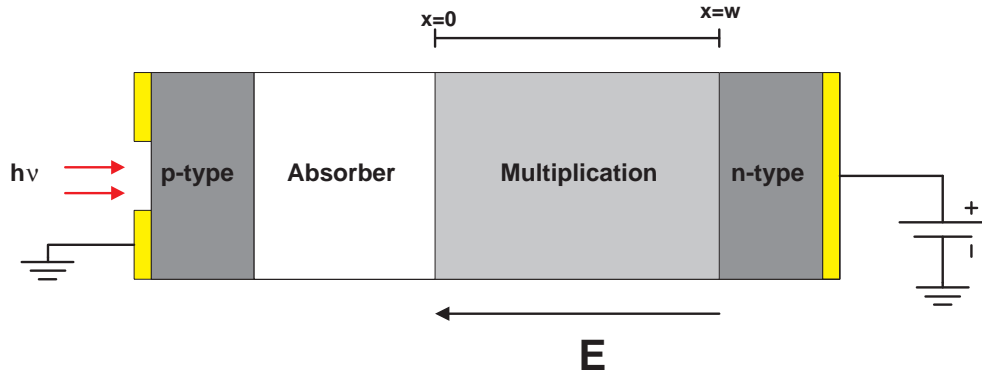 x=0
x=w
hν
p-type
Absorber
Multiplication
n-type
+
–
E